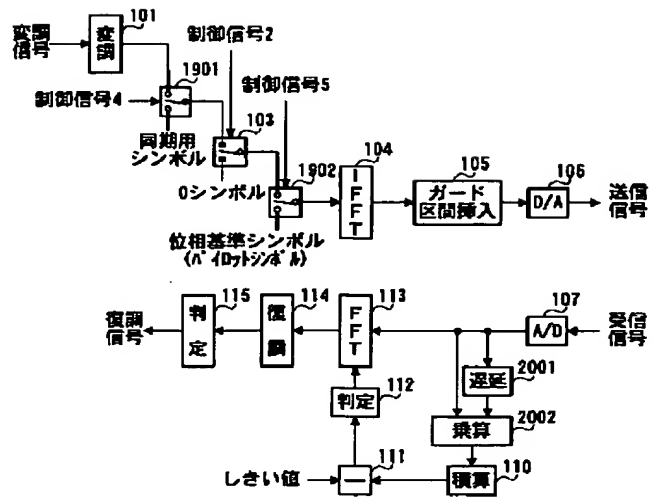 変調
信号
101
変
調
制御信号2
1901
制御信号4
制御信号5
103
同期用
シンボル
0シンボル
1902
104
I
F
F
T
105
ガード
区間挿入
106
D/A
送信
信号
位相基準シンボル
(パイロットシンボル)
復調
信号
115
判
定
114
復
調
113
F
F
T
107
A/D
受信
信号
2001
遅延
112
判定
2002
乗算
しきい値
111
110
積算